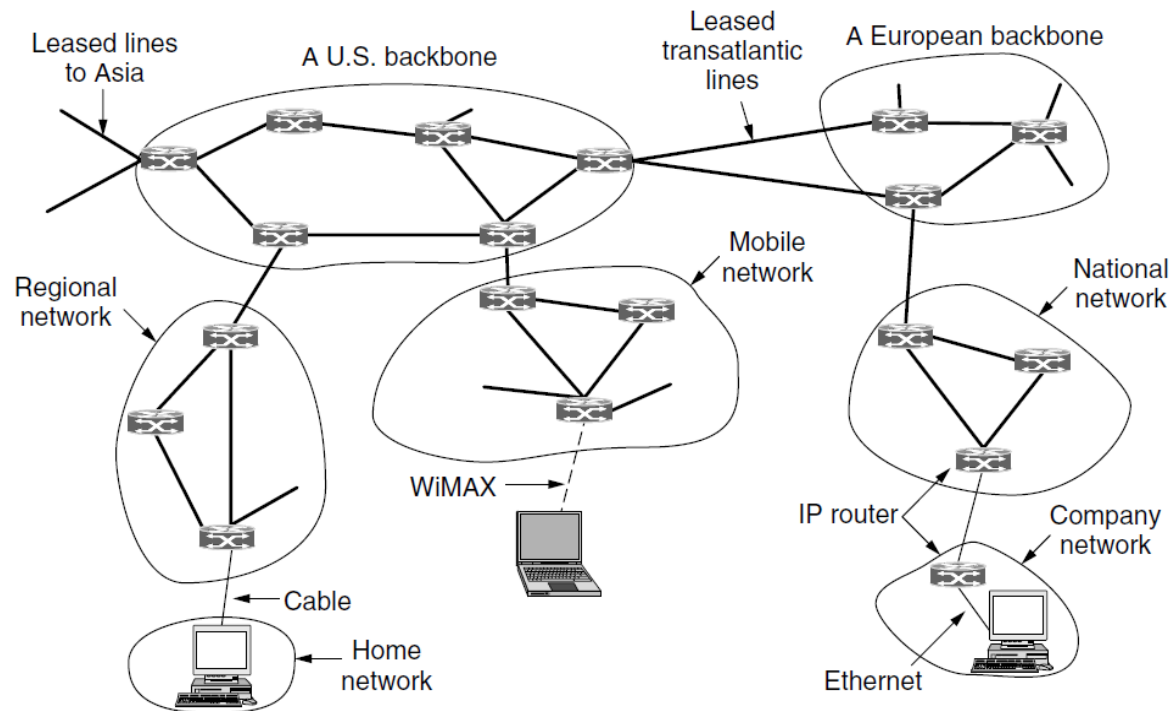 Leased lines
to Asia
A U.S. backbone
Leased
transatlantic
lines
A European backbone
Regional
network
Mobile
network
National
network
WiMAX
IP router
Company
network
Cable
Home
network
Ethernet